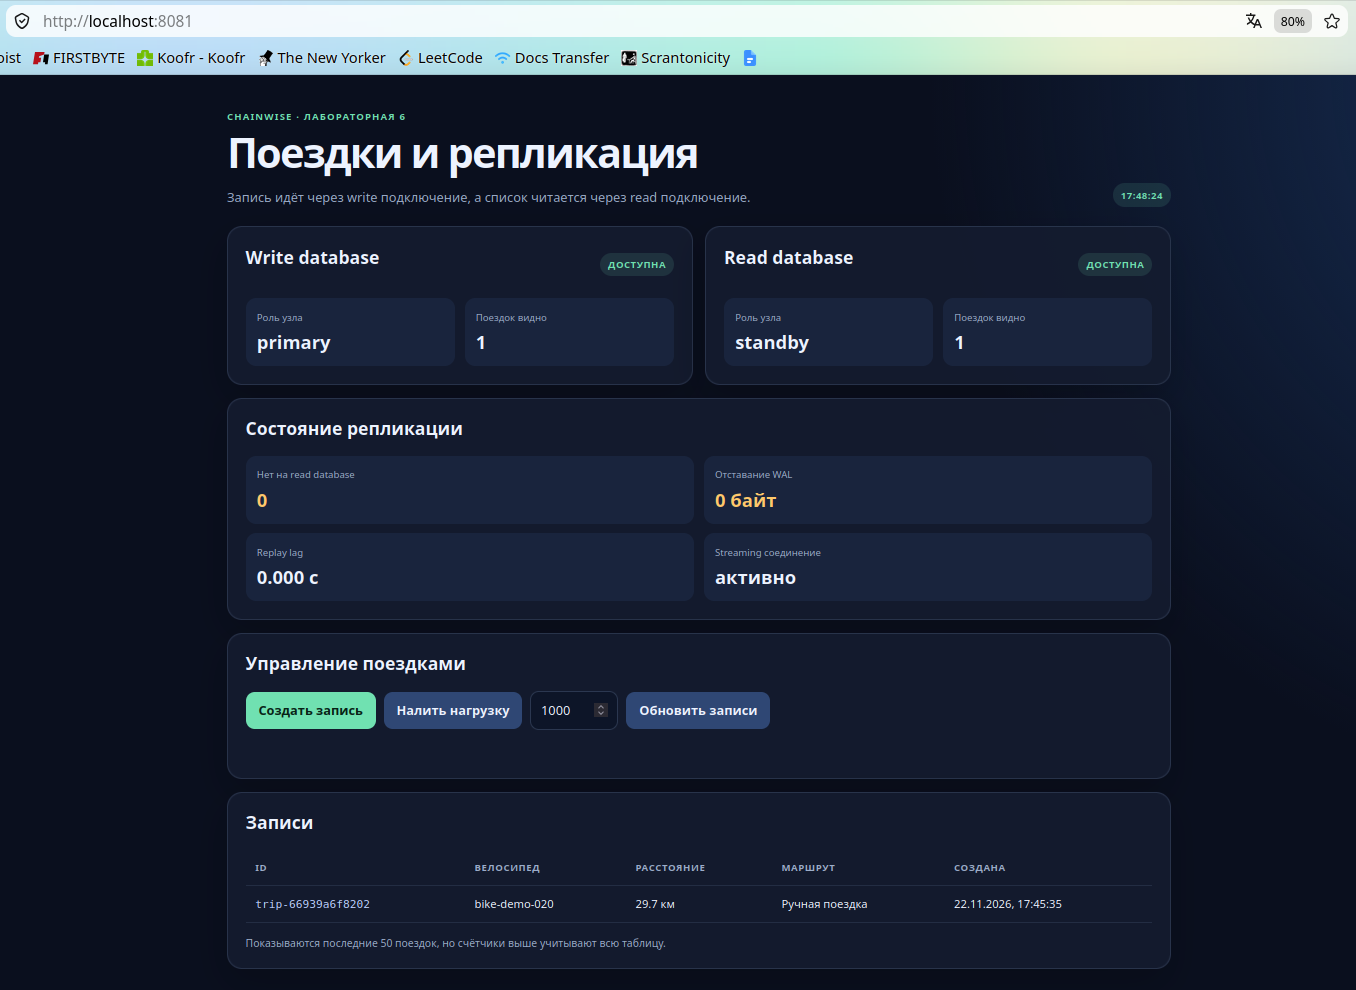 http://localhost:8081
80%
oist FIRSTBYTE Koofr - Koofr The New Yorker LeetCode Docs Transfer Scrantonicity
CHAINWISE · ЛАБОРАТОРНАЯ 6
Поездки и репликация
Запись идёт через write подключение, а список читается через read подключение.
17:48:24
Write database
ДОСТУПНА
Роль узла
primary
Поездок видно
1
Read database
ДОСТУПНА
Роль узла
standby
Поездок видно
1
Состояние репликации
Нет на read database
0
Отставание WAL
0 байт
Replay lag
0.000 с
Streaming соединение
активно
Управление поездками
Создать запись
Налить нагрузку
1000
Обновить записи
Записи
ID ВЕЛОСИПЕД РАССТОЯНИЕ МАРШРУТ СОЗДАНА
trip-66939a6f8202 bike-demo-020 29.7 км Ручная поездка 22.11.2026, 17:45:35
Показываются последние 50 поездок, но счётчики выше учитывают всю таблицу.